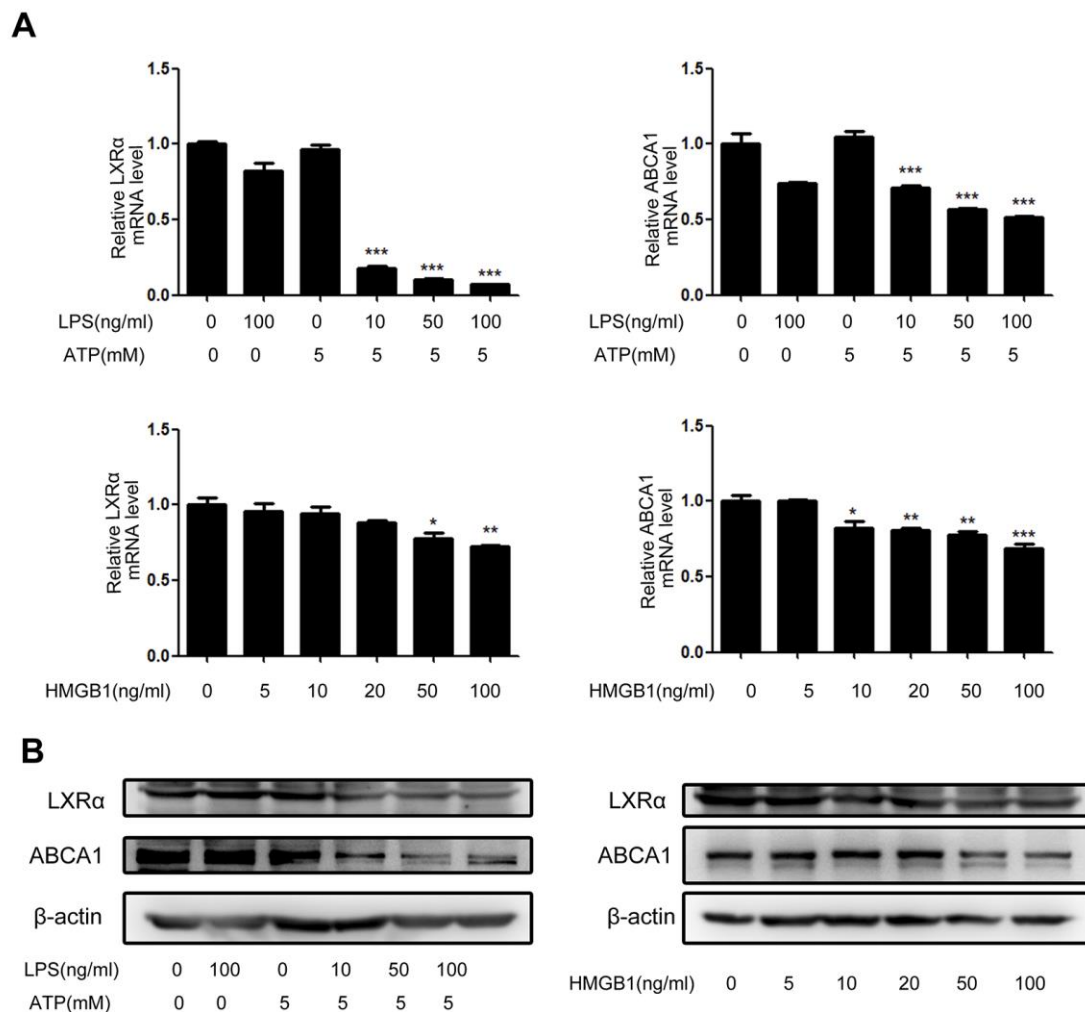 A
Relative LXRα
mRNA level
1.5
1.0
0.5
0.0
***
***
***
LPS(ng/ml) 0 100 0 10 50 100
ATP(mM) 0 0 5 5 5 5
Relative ABCA1
mRNA level
1.5
1.0
0.5
0.0
***
***
***
LPS(ng/ml) 0 100 0 10 50 100
ATP(mM) 0 0 5 5 5 5
Relative LXRα
mRNA level
1.5
1.0
0.5
0.0
*
**
HMGB1(ng/ml) 0 5 10 20 50 100
Relative ABCA1
mRNA level
1.5
1.0
0.5
0.0
*
**
**
***
HMGB1(ng/ml) 0 5 10 20 50 100
B
LXRα
ABCA1
β-actin
LPS(ng/ml) 0 100 0 10 50 100
ATP(mM) 0 0 5 5 5 5
LXRα
ABCA1
β-actin
HMGB1(ng/ml) 0 5 10 20 50 100